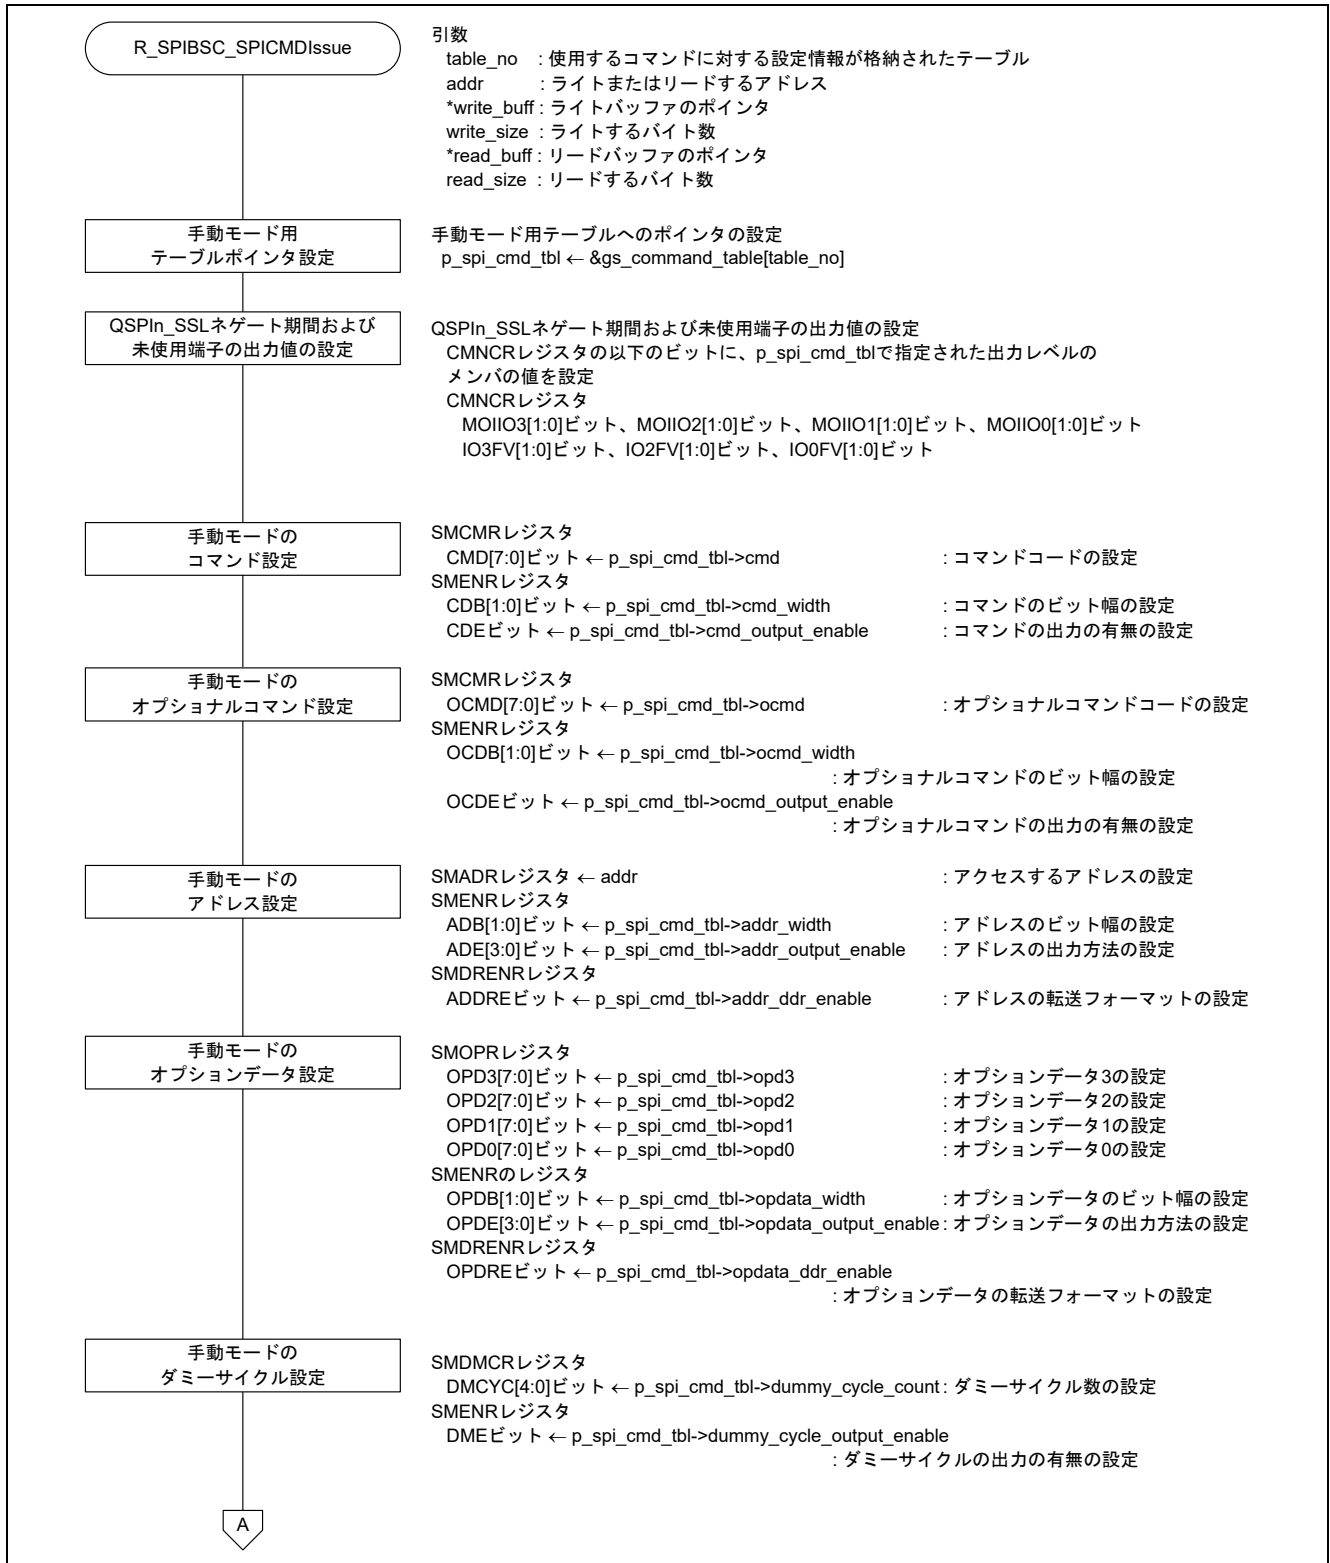 R_SPIBSC_SPICMDIssue
引数
table_no : 使用するコマンドに対する設定情報が格納されたテーブル
addr : ライトまたはリードするアドレス
*write_buff : ライトバッファのポインタ
write_size : ライトするバイト数
*read_buff : リードバッファのポインタ
read_size : リードするバイト数
手動モード用
テーブルポインタ設定
手動モード用テーブルへのポインタの設定
p_spi_cmd_tbl ← &gs_command_table[table_no]
QSPIn_SSLネゲート期間および
未使用端子の出力値の設定
QSPIn_SSLネゲート期間および未使用端子の出力値の設定
CMNCRレジスタの以下のビットに、p_spi_cmd_tblで指定された出力レベルの
メンバの値を設定
CMNCRレジスタ
MOIIO3[1:0]ビット、MOIIO2[1:0]ビット、MOIIO1[1:0]ビット、MOIIO0[1:0]ビット
IO3FV[1:0]ビット、IO2FV[1:0]ビット、IO0FV[1:0]ビット
手動モードの
コマンド設定
SMCMRレジスタ
CMD[7:0]ビット ← p_spi_cmd_tbl->cmd : コマンドコードの設定
SMENRレジスタ
CDB[1:0]ビット ← p_spi_cmd_tbl->cmd_width : コマンドのビット幅の設定
CDEビット ← p_spi_cmd_tbl->cmd_output_enable : コマンドの出力の有無の設定
手動モードの
オプショナルコマンド設定
SMCMRレジスタ
OCMD[7:0]ビット ← p_spi_cmd_tbl->ocmd : オプショナルコマンドコードの設定
SMENRレジスタ
OCDB[1:0]ビット ← p_spi_cmd_tbl->ocmd_width
: オプショナルコマンドのビット幅の設定
OCDEビット ← p_spi_cmd_tbl->ocmd_output_enable
: オプショナルコマンドの出力の有無の設定
手動モードの
アドレス設定
SMADRレジスタ ← addr : アクセスするアドレスの設定
SMENRレジスタ
ADB[1:0]ビット ← p_spi_cmd_tbl->addr_width : アドレスのビット幅の設定
ADE[3:0]ビット ← p_spi_cmd_tbl->addr_output_enable : アドレスの出力方法の設定
SMDRENRレジスタ
ADDREビット ← p_spi_cmd_tbl->addr_ddr_enable : アドレスの転送フォーマットの設定
手動モードの
オプションデータ設定
SMOPRレジスタ
OPD3[7:0]ビット ← p_spi_cmd_tbl->opd3 : オプションデータ3の設定
OPD2[7:0]ビット ← p_spi_cmd_tbl->opd2 : オプションデータ2の設定
OPD1[7:0]ビット ← p_spi_cmd_tbl->opd1 : オプションデータ1の設定
OPD0[7:0]ビット ← p_spi_cmd_tbl->opd0 : オプションデータ0の設定
SMENRのレジスタ
OPDB[1:0]ビット ← p_spi_cmd_tbl->opdata_width : オプションデータのビット幅の設定
OPDE[3:0]ビット ← p_spi_cmd_tbl->opdata_output_enable : オプションデータの出力方法の設定
SMDRENRレジスタ
OPDREビット ← p_spi_cmd_tbl->opdata_ddr_enable
: オプションデータの転送フォーマットの設定
手動モードの
ダミーサイクル設定
SMDMCRレジスタ
DMCYC[4:0]ビット ← p_spi_cmd_tbl->dummy_cycle_count : ダミーサイクル数の設定
SMENRレジスタ
DMEビット ← p_spi_cmd_tbl->dummy_cycle_output_enable
: ダミーサイクルの出力の有無の設定
A